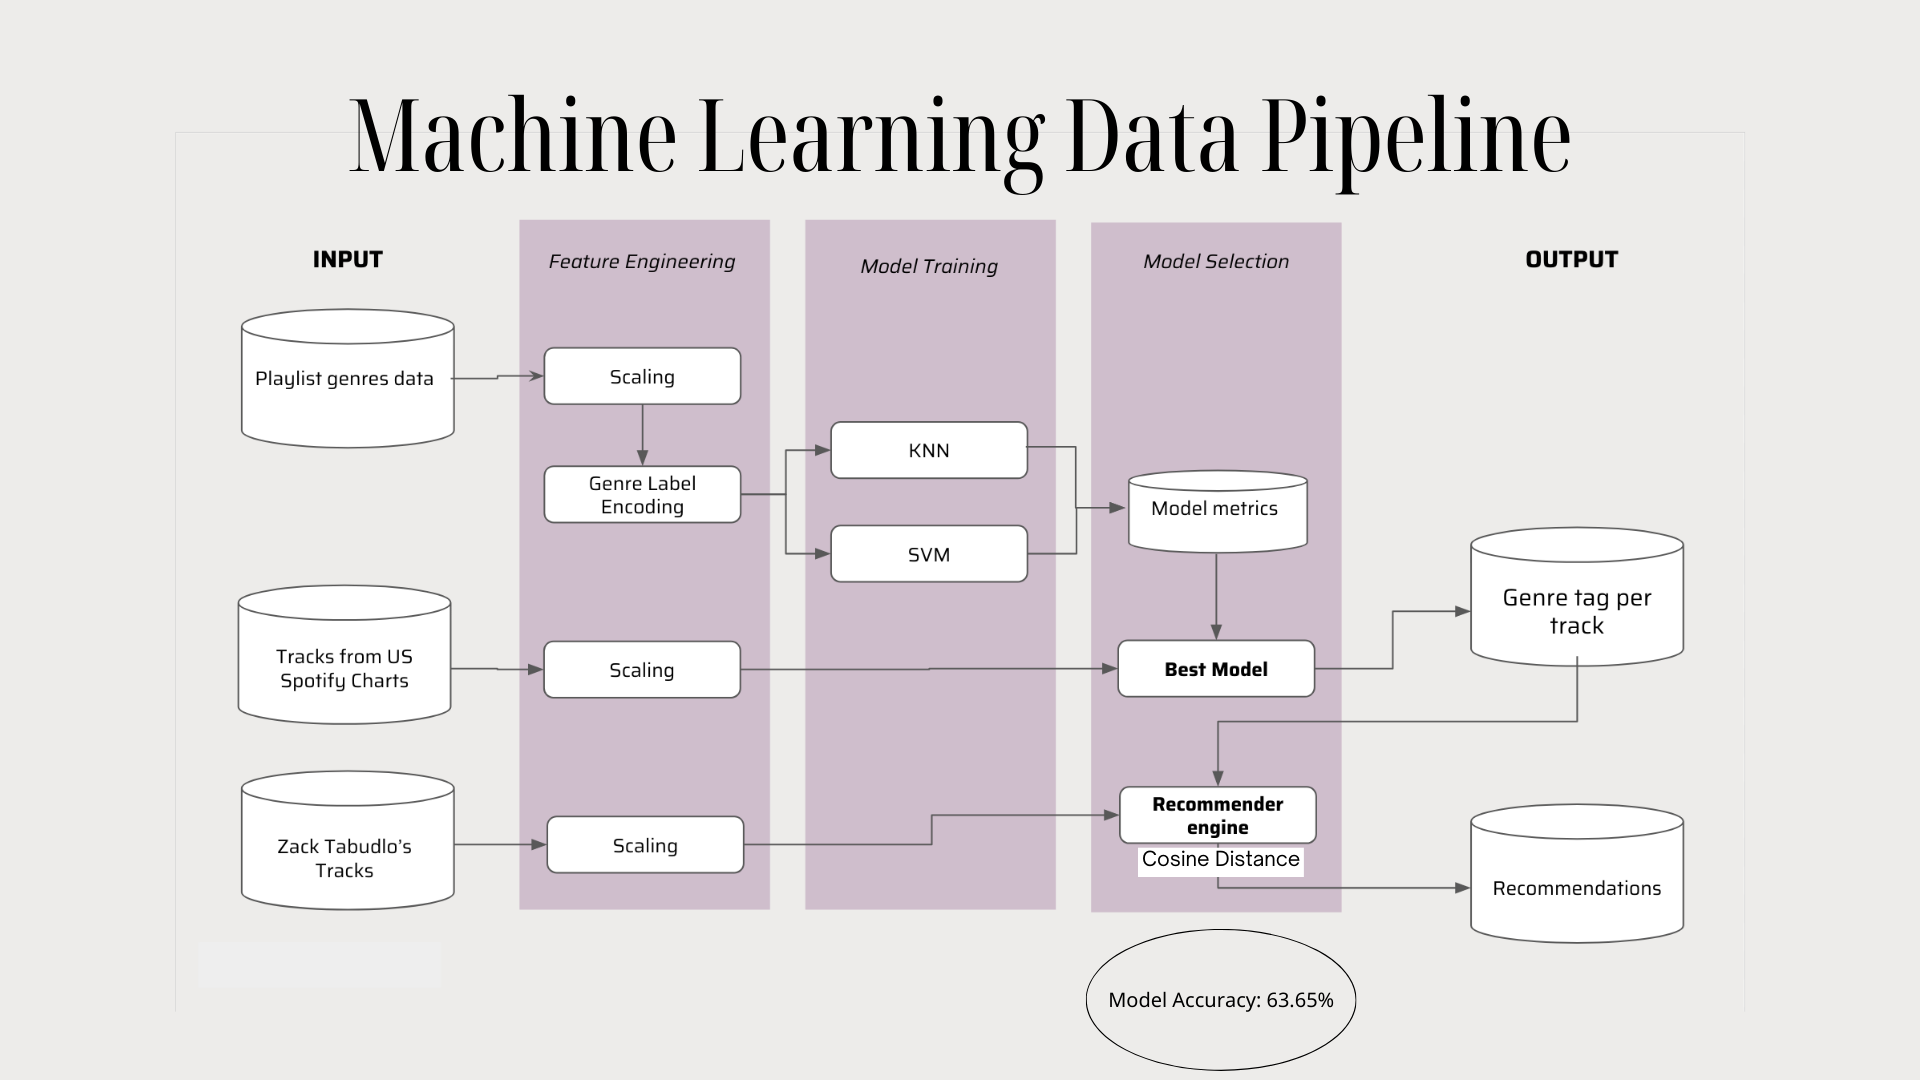 Machine Learning Data Pipeline
INPUT
Feature Engineering
Model Training
Model Selection
OUTPUT
Playlist genres data
Scaling
Genre Label
Encoding
KNN
SVM
Model metrics
Genre tag per
track
Tracks from US
Spotify Charts
Scaling
Best Model
Zack Tabudlo’s
Tracks
Scaling
Recommender
engine
Cosine Distance
Recommendations
Model Accuracy: 63.65%